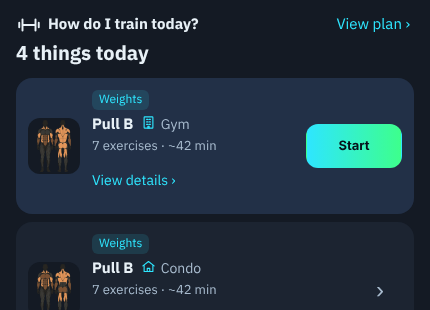 How do I train today?
View plan ›
4 things today
Weights
Pull B Gym
7 exercises · ~42 min
Start
View details ›
Weights
Pull B Condo
7 exercises · ~42 min
›